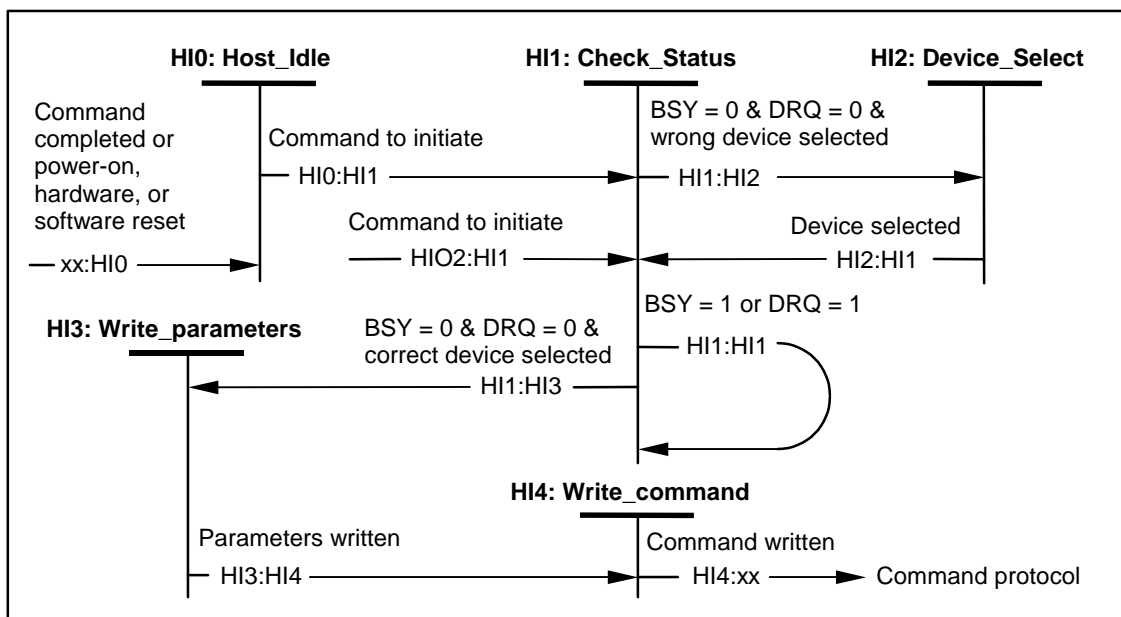 HI0: Host_Idle
HI1: Check_Status
HI2: Device_Select
Command
completed or
power-on,
hardware, or
software reset
xx:HI0
Command to initiate
HI0:HI1
BSY = 0 & DRQ = 0 &
wrong device selected
HI1:HI2
Command to initiate
HIO2:HI1
Device selected
HI2:HI1
BSY = 1 or DRQ = 1
HI1:HI1
HI3: Write_parameters
BSY = 0 & DRQ = 0 &
correct device selected
HI1:HI3
HI4: Write_command
Parameters written
HI3:HI4
Command written
HI4:xx
Command protocol